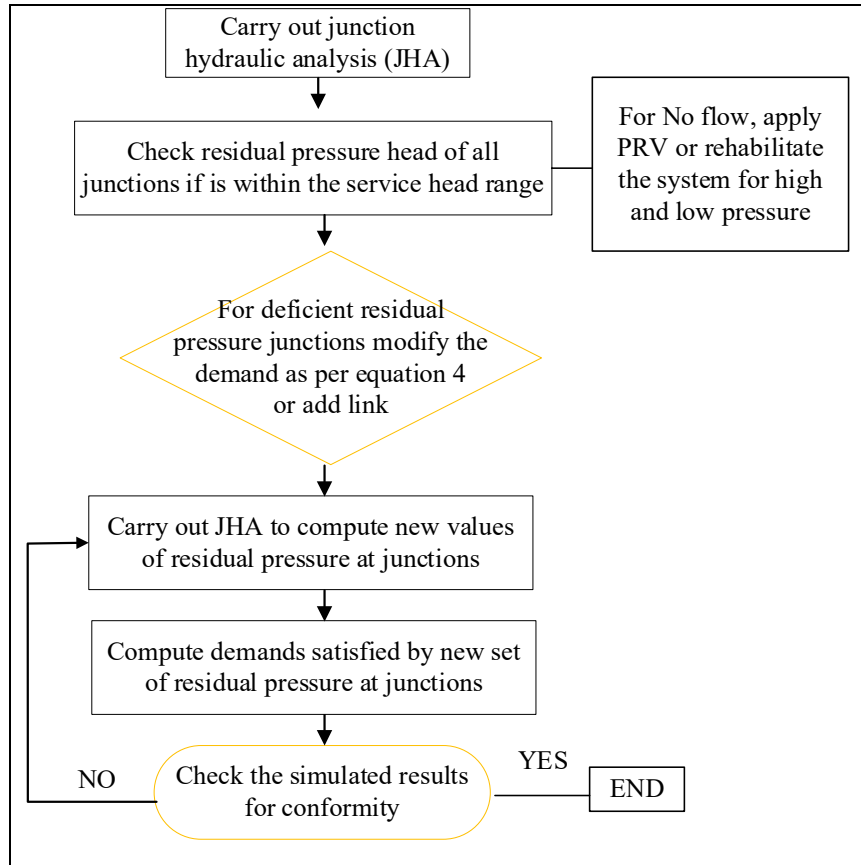 Carry out junction
hydraulic analysis (JHA)
Check residual pressure head of all
junctions if is within the service head range
For No flow, apply
PRV or rehabilitate
the system for high
and low pressure
For deficient residual
pressure junctions modify the
demand as per equation 4
or add link
Carry out JHA to compute new values
of residual pressure at junctions
Compute demands satisfied by new set
of residual pressure at junctions
Check the simulated results
for conformity
NO
YES
END